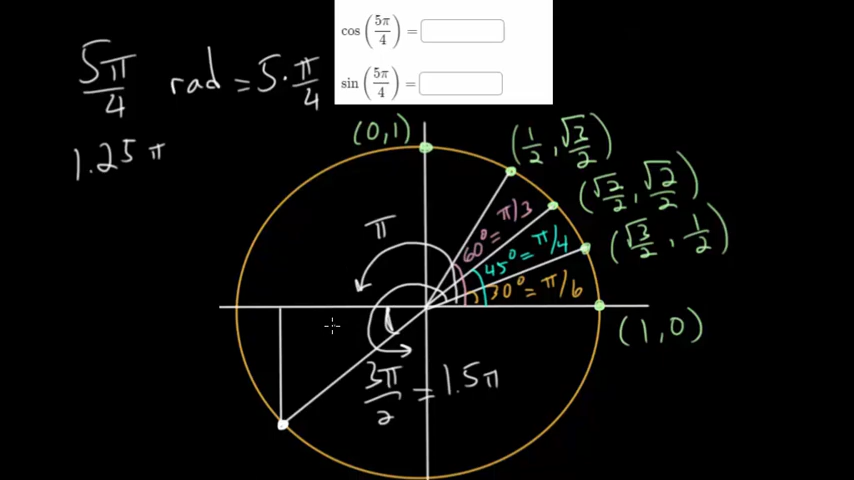 cos (5π/4) =
sin (5π/4) =
5π/4 rad = 5 · π/4
1.25 π
(0,1)
(1/2, √3/2)
(√2/2, √2/2)
(√3/2, 1/2)
π
60° = π/3
45° = π/4
30° = π/6
(1,0)
3π/2 = 1.5π